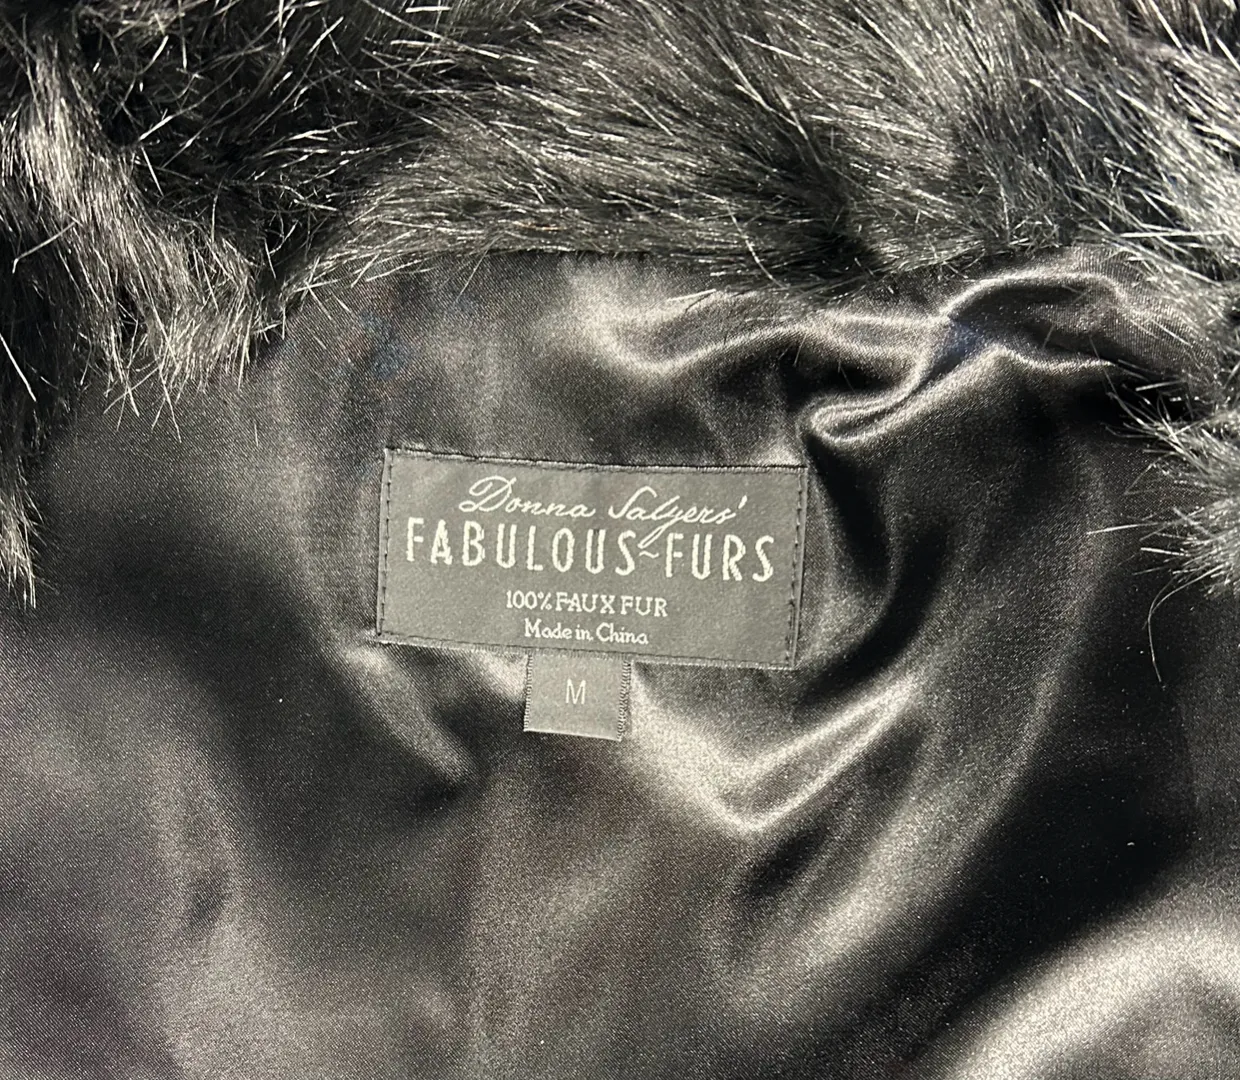 Donna Salyers'
FABULOUS~FURS
100% FAUX FUR
Made in China
M